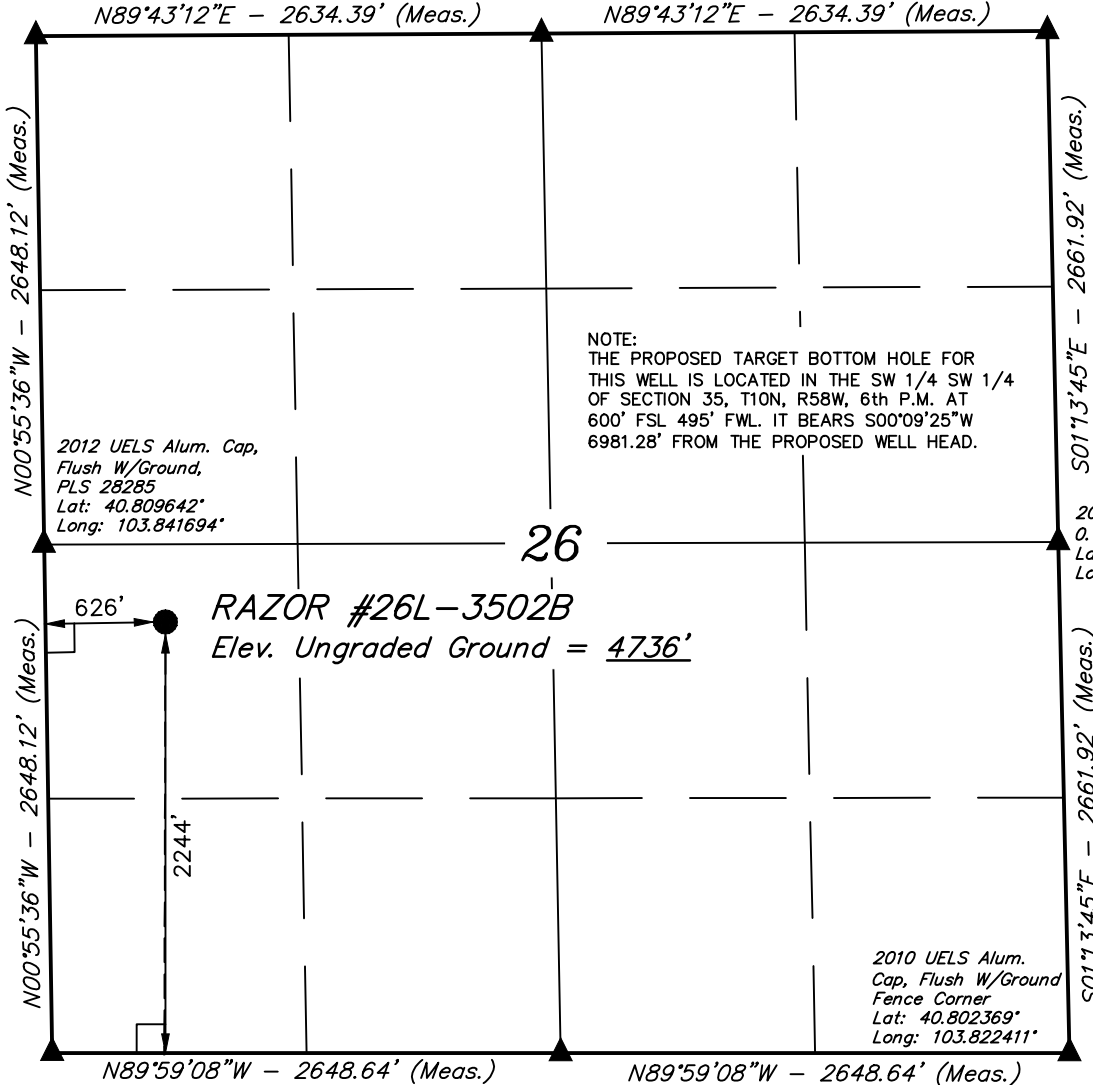 N89°43'12"E - 2634.39' (Meas.)
N89°43'12"E - 2634.39' (Meas.)
N00°55'36"W - 2648.12' (Meas.)
S01°13'45"E - 2661.92' (Meas.)
NOTE:
THE PROPOSED TARGET BOTTOM HOLE FOR
THIS WELL IS LOCATED IN THE SW 1/4 SW 1/4
OF SECTION 35, T10N, R58W, 6th P.M. AT
600' FSL 495' FWL. IT BEARS S00°09'25"W
6981.28' FROM THE PROPOSED WELL HEAD.
2012 UELS Alum. Cap,
Flush W/Ground,
PLS 28285
Lat: 40.809642°
Long: 103.841694°
26
20
0.
La
Lo
626'
RAZOR #26L-3502B
Elev. Ungraded Ground = 4736'
N00°55'36"W - 2648.12' (Meas.)
2244'
S01°13'45"E - 2661.92' (Meas.)
2010 UELS Alum.
Cap, Flush W/Ground
Fence Corner
Lat: 40.802369°
Long: 103.822411°
N89°59'08"W - 2648.64' (Meas.)
N89°59'08"W - 2648.64' (Meas.)